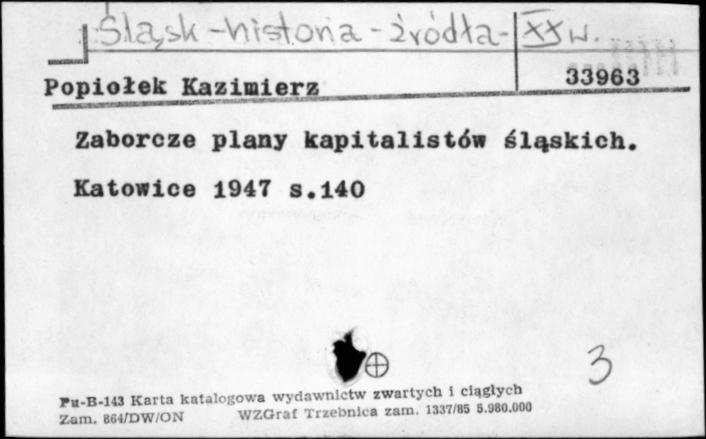 Śląsk - historia - źródła - XX w.
Popiołek Kazimierz 33963
Zaborcze plany kapitalistów śląskich.
Katowice 1947 s.140
3
Pu-B-143 Karta katalogowa wydawnictw zwartych i ciągłych
Zam. 864/DW/ON WZGraf Trzebnica zam. 1337/85 5.980.000